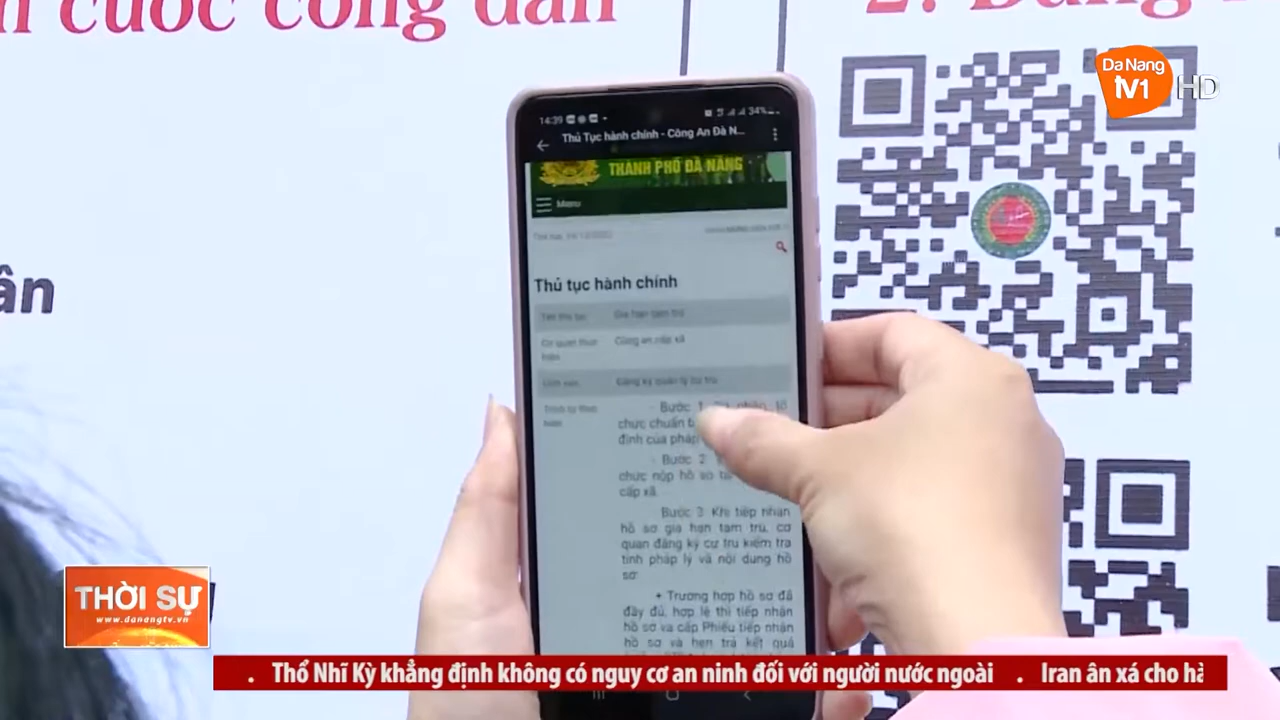 cuoc công dân
2. Đăng
Da Nang
TV1 HD
ân
14:39
34%
Thủ Tục hành chính - Công An Đà N...
THÀNH PHỐ ĐÀ NẴNG
Menu
Thủ tục hành chính
Tên thủ tục
Gia hạn tạm trú
Cơ quan thực hiện
Công an cấp xã
Lĩnh vực
Đăng ký quản lý cư trú
Trình tự thực hiện
- Bước 1
chức chuẩn
định của pháp
- Bước 2
chức nộp hồ sơ
cấp xã.
- Bước 3: Khi tiếp nhận
hồ sơ gia hạn tạm trú, cơ
quan đăng ký cư trú kiểm tra
tính pháp lý và nội dung hồ
sơ:
+ Trường hợp hồ sơ đã
đầy đủ, hợp lệ thì tiếp nhận
hồ sơ và cấp Phiếu tiếp nhận
hồ sơ và hẹn trả kết quả
THỜI SỰ
www.danangtv.vn
. Thổ Nhĩ Kỳ khẳng định không có nguy cơ an ninh đối với người nước ngoài . Iran ân xá cho hà